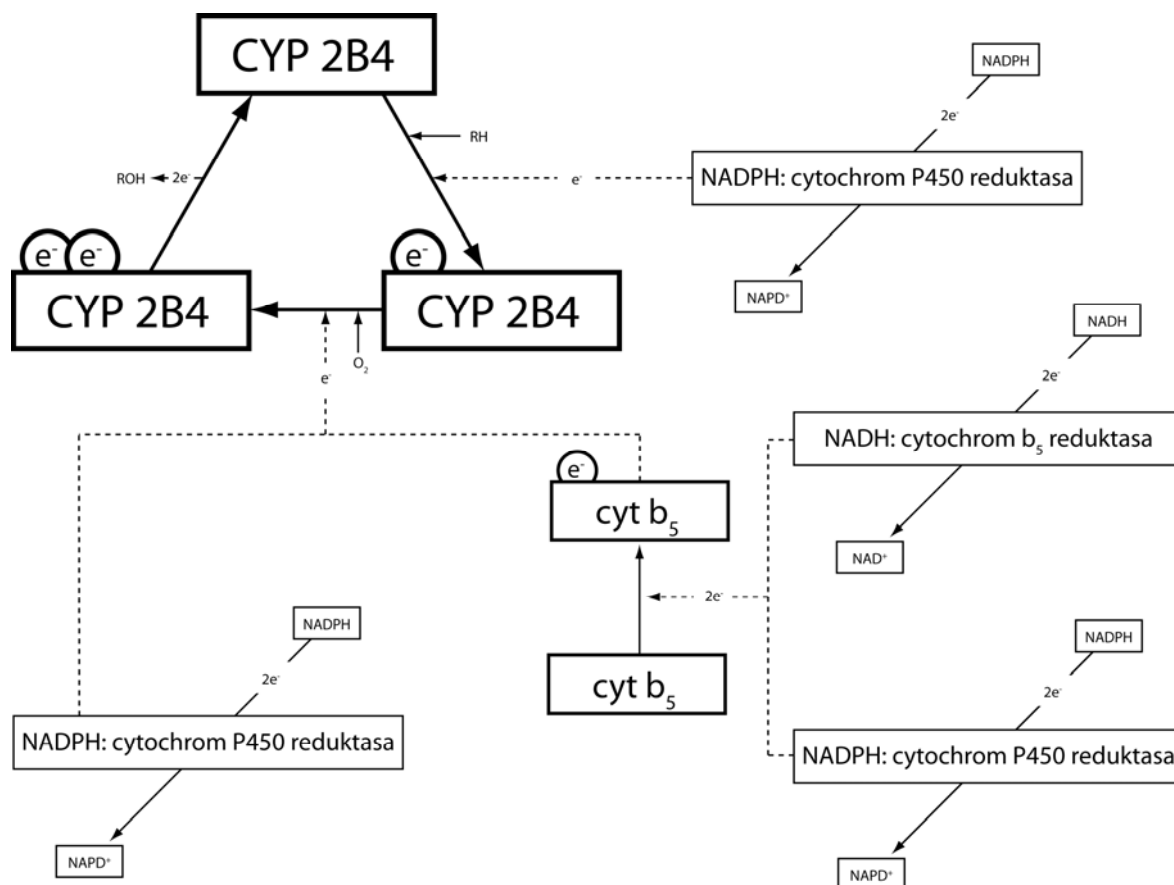 CYP 2B4
NADPH
2e-
RH
ROH
2e-
e-
NADPH: cytochrom P450 reduktasa
e-
e-
e-
CYP 2B4
CYP 2B4
NAPD+
NADH
O2
e-
2e-
NADH: cytochrom b5 reduktasa
e-
cyt b5
NAD+
2e-
NADPH
NADPH
2e-
cyt b5
2e-
NADPH: cytochrom P450 reduktasa
NADPH: cytochrom P450 reduktasa
NAPD+
NAPD+